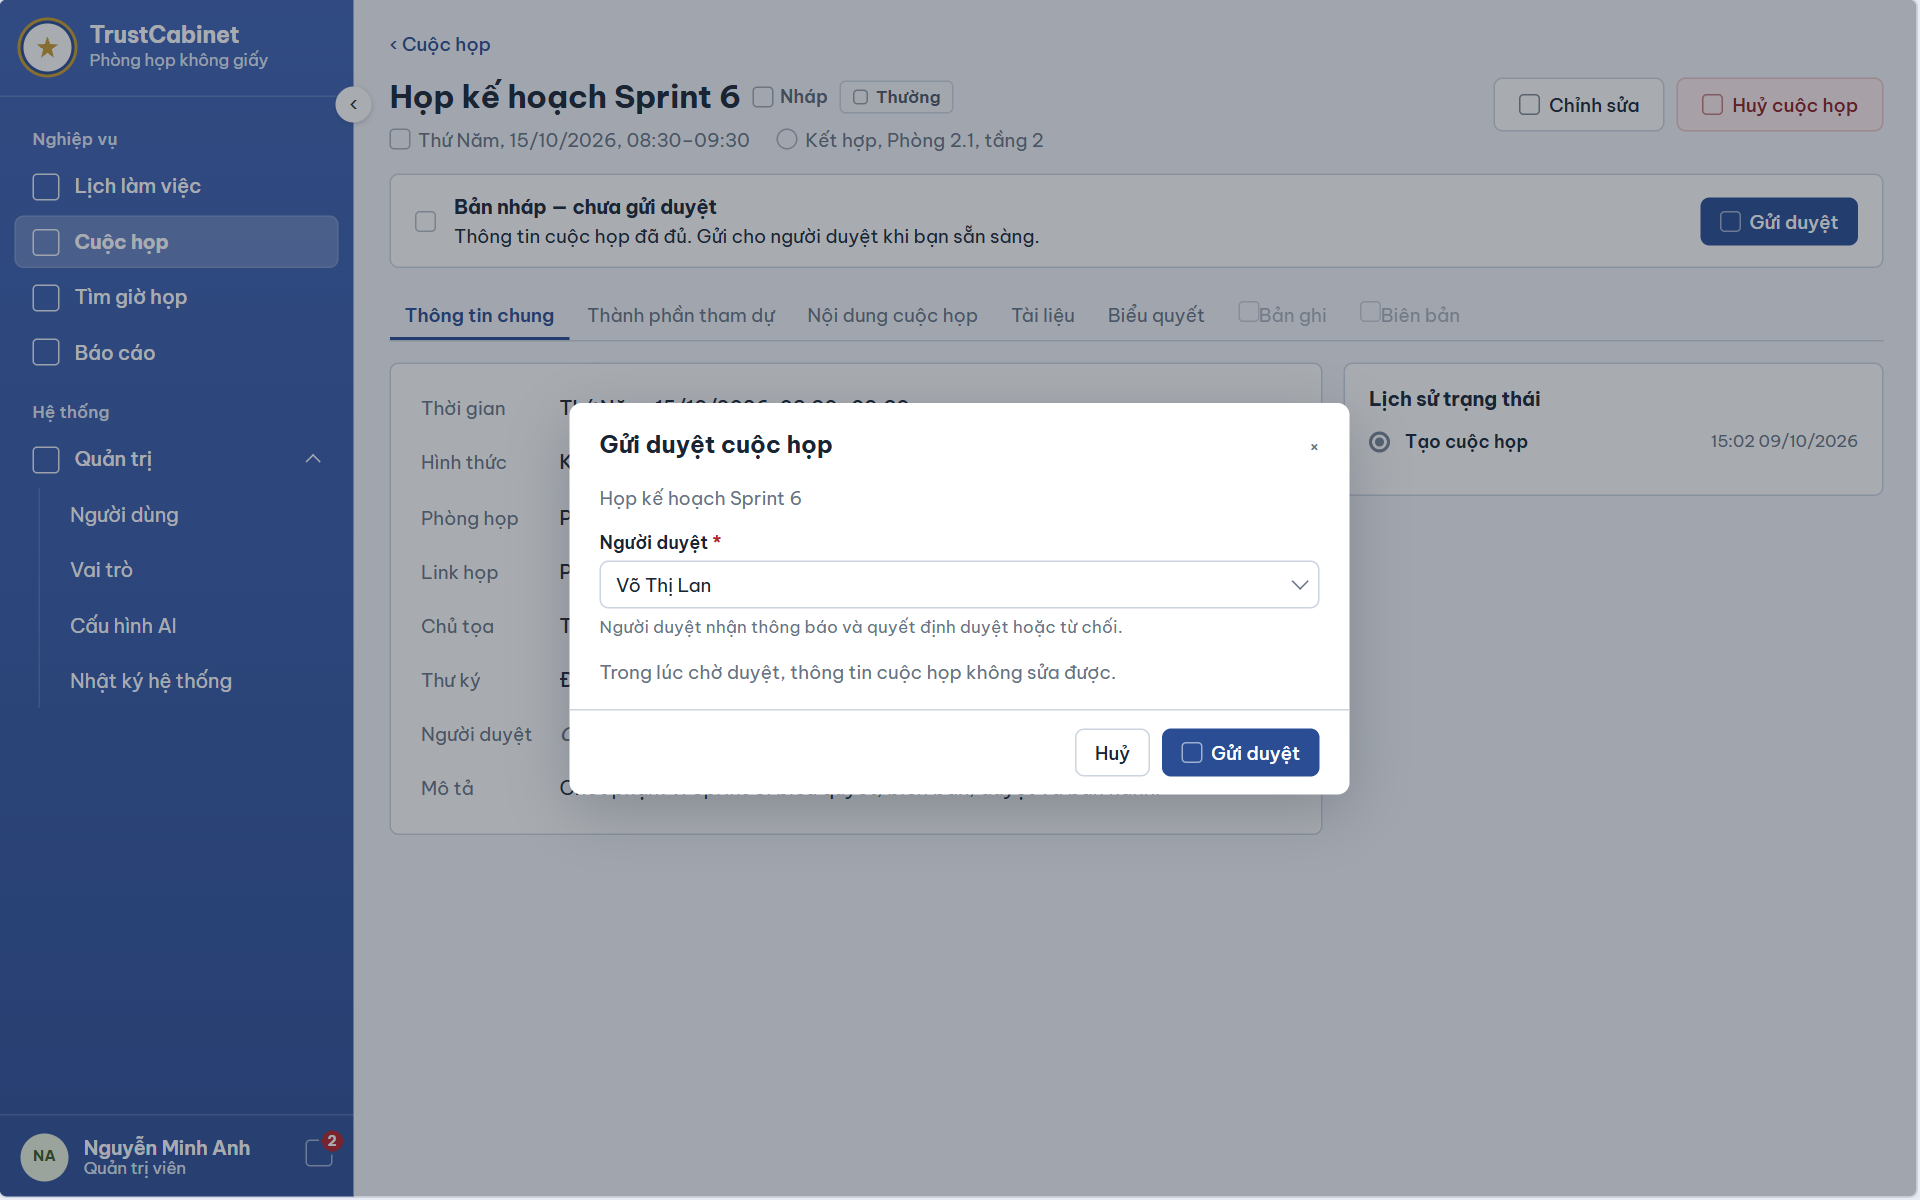 TrustCabinet
Phòng họp không giấy
Nghiệp vụ
Lịch làm việc
Cuộc họp
Tìm giờ họp
Báo cáo
Hệ thống
Quản trị
Người dùng
Vai trò
Cấu hình AI
Nhật ký hệ thống
NA
Nguyễn Minh Anh
Quản trị viên
2
‹ Cuộc họp
Họp kế hoạch Sprint 6
Nháp
Thường
Chỉnh sửa
Huỷ cuộc họp
Thứ Năm, 15/10/2026, 08:30–09:30
Kết hợp, Phòng 2.1, tầng 2
Bản nháp — chưa gửi duyệt
Thông tin cuộc họp đã đủ. Gửi cho người duyệt khi bạn sẵn sàng.
Gửi duyệt
Thông tin chung
Thành phần tham dự
Nội dung cuộc họp
Tài liệu
Biểu quyết
Bản ghi
Biên bản
Thời gian
Hình thức
Phòng họp
Link họp
Chủ tọa
Thư ký
Người duyệt
Mô tả
Lịch sử trạng thái
Tạo cuộc họp
15:02 09/10/2026
Gửi duyệt cuộc họp
×
Họp kế hoạch Sprint 6
Người duyệt *
Võ Thị Lan
Người duyệt nhận thông báo và quyết định duyệt hoặc từ chối.
Trong lúc chờ duyệt, thông tin cuộc họp không sửa được.
Huỷ
Gửi duyệt